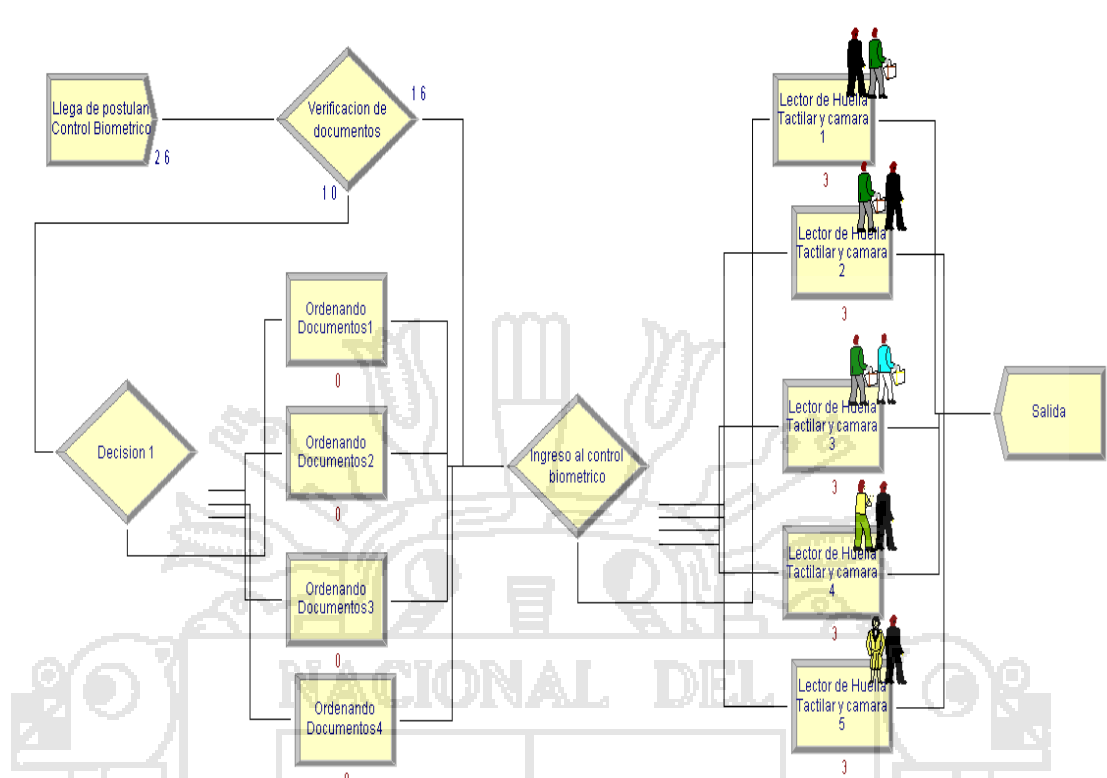 Llega de postulan
Control Biometrico
2 6
Verificacion de
documentos
1 6
1 0
Decision 1
Ordenando
Documentos1
0
Ordenando
Documentos2
0
Ordenando
Documentos3
0
Ordenando
Documentos4
0
Ingreso al control
biometrico
Lector de Huella
Tactilar y camara
1
3
Lector de Huella
Tactilar y camara
2
3
Lector de Huella
Tactilar y camara
3
3
Lector de Huella
Tactilar y camara
4
3
Lector de Huella
Tactilar y camara
5
3
Salida
NACIONAL DEL